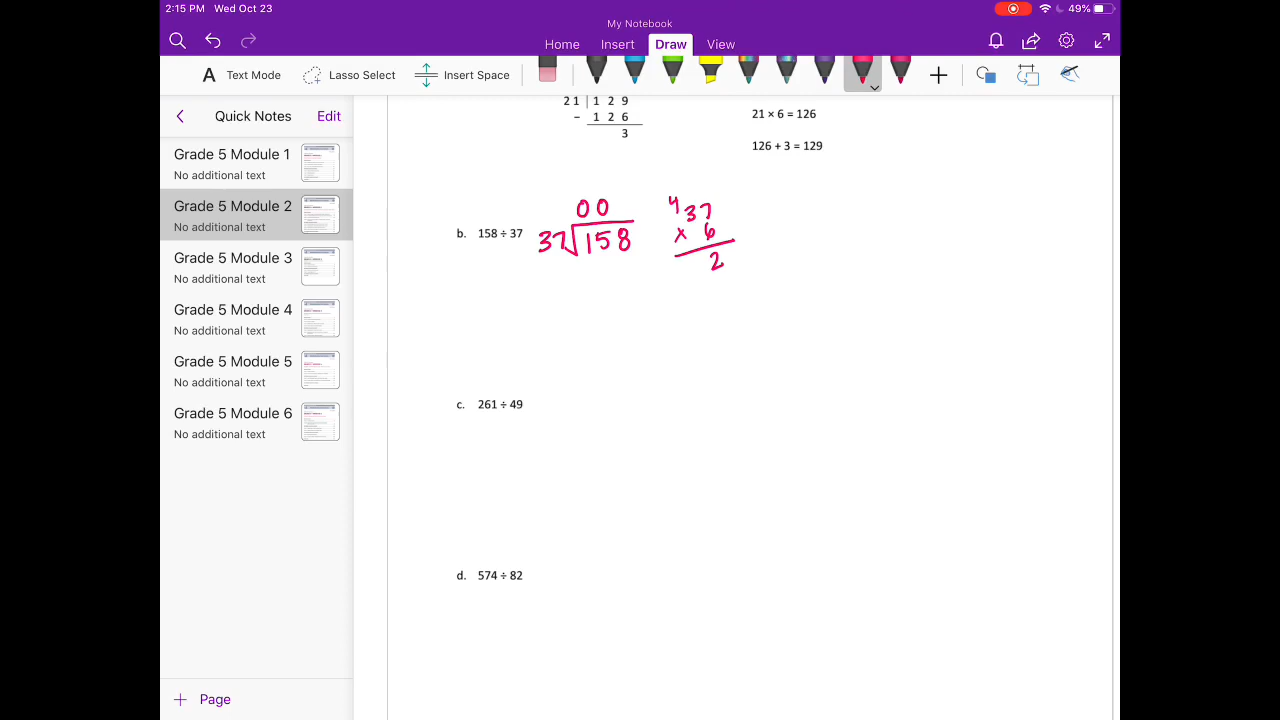 2:15 PM Wed Oct 23
49%
My Notebook
Home Insert Draw View
Text Mode Lasso Select Insert Space
Quick Notes Edit
Grade 5 Module 1
No additional text
Grade 5 Module 2
No additional text
Grade 5 Module 3
No additional text
Grade 5 Module 4
No additional text
Grade 5 Module 5
No additional text
Grade 5 Module 6
No additional text
+ Page
21 | 1 2 9
− 1 2 6
3
21 × 6 = 126
126 + 3 = 129
b. 158 ÷ 37
0 0
37 158
4
37
x 6
2
c. 261 ÷ 49
d. 574 ÷ 82